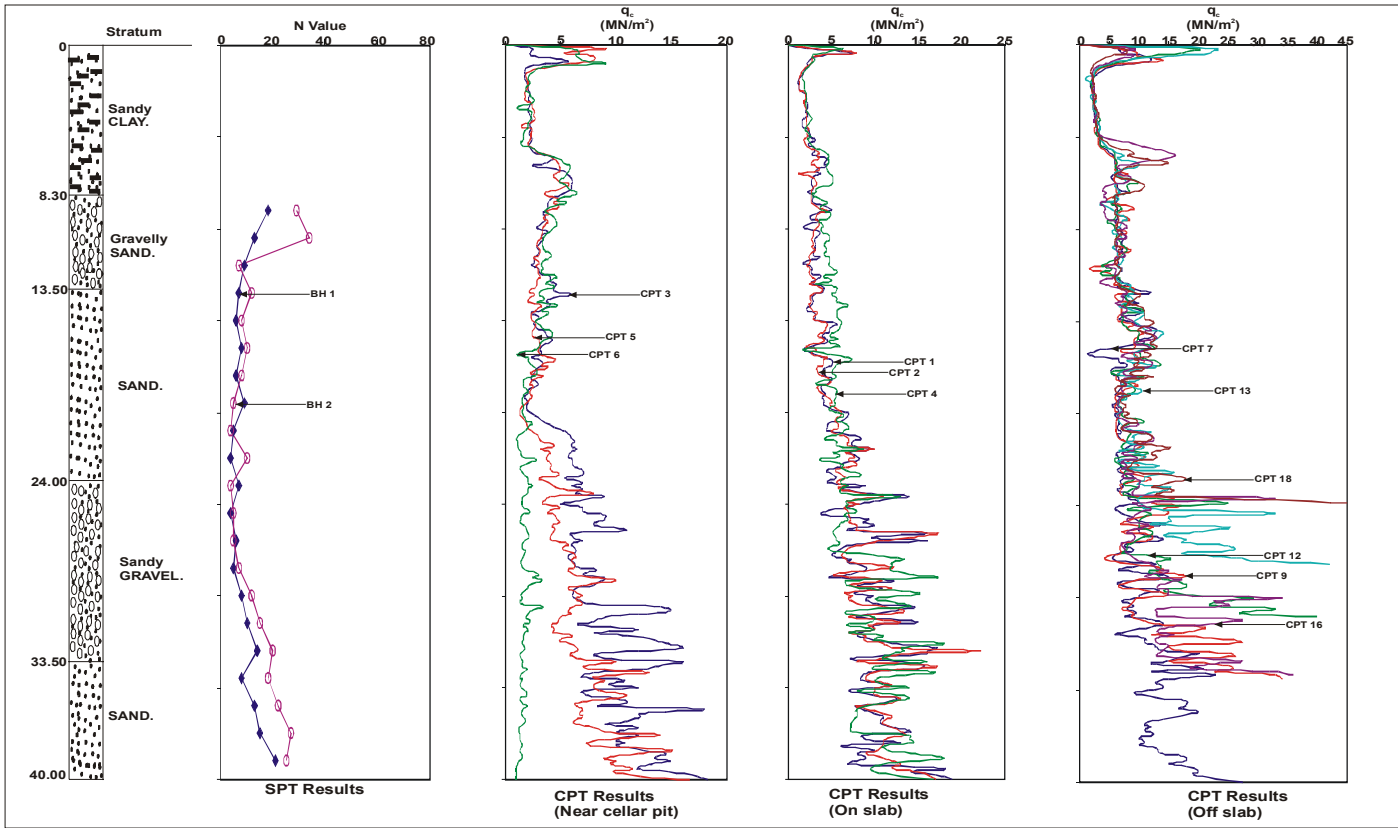 Stratum
0
Sandy
CLAY.
8.30
Gravelly
SAND.
13.50
SAND.
24.00
Sandy
GRAVEL.
33.50
SAND.
40.00
N Value
0 20 40 60 80
BH 1
BH 2
SPT Results
q c
(MN/m²)
0 5 10 15 20
CPT 3
CPT 5
CPT 6
CPT Results
(Near cellar pit)
q c
(MN/m²)
0 5 10 15 20 25
CPT 1
CPT 2
CPT 4
CPT Results
(On slab)
q c
(MN/m²)
0 5 10 15 20 25 30 35 40 45
CPT 7
CPT 13
CPT 18
CPT 12
CPT 9
CPT 16
CPT Results
(Off slab)